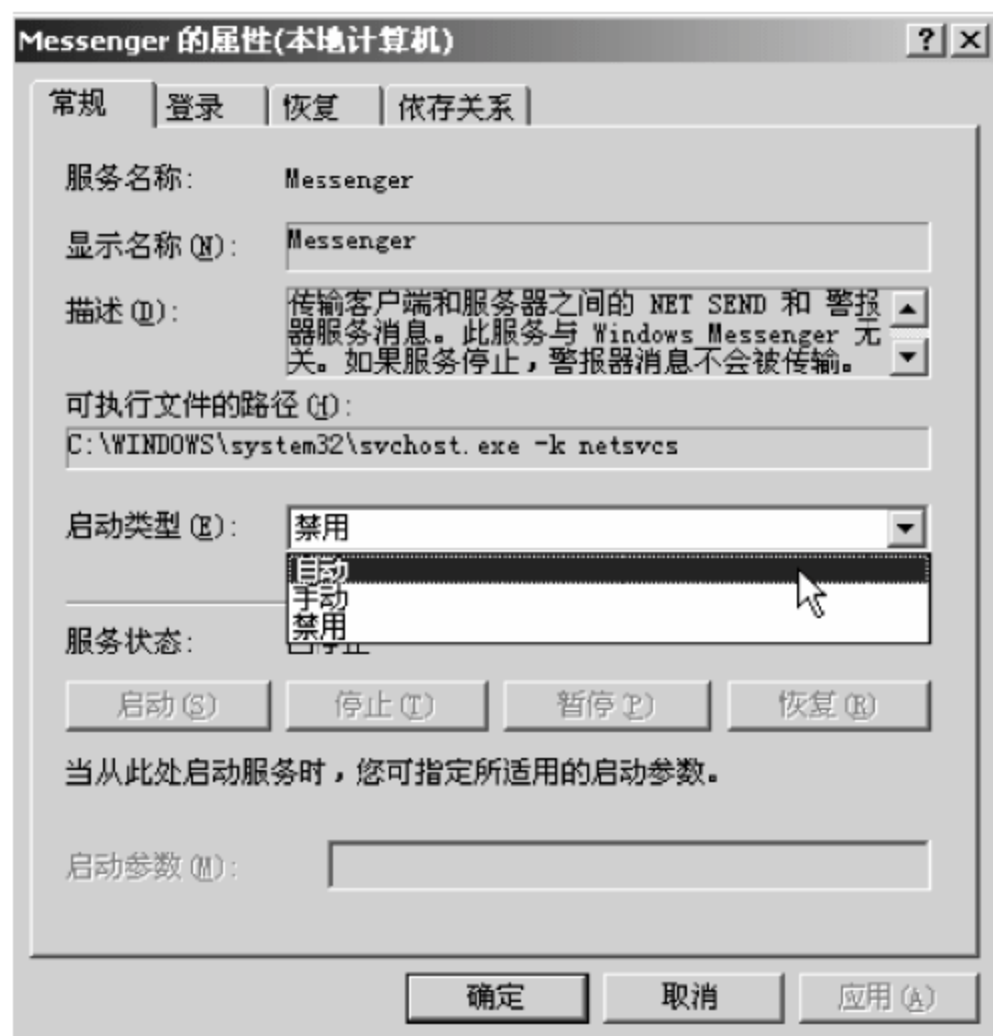 Messenger 的属性(本地计算机)
常规 登录 恢复 依存关系
服务名称: Messenger
显示名称(N): Messenger
描述(D): 传输客户端和服务器之间的 NET SEND 和 警报
器服务消息。此服务与 Windows Messenger 无
关。如果服务停止，警报器消息不会被传输。
可执行文件的路径(H):
C:\WINDOWS\system32\svchost.exe -k netsvcs
启动类型(E): 禁用
自动
手动
禁用
服务状态: 已停止
启动(S) 停止(T) 暂停(P) 恢复(R)
当从此处启动服务时，您可指定所适用的启动参数。
启动参数(M):
确定 取消 应用(A)